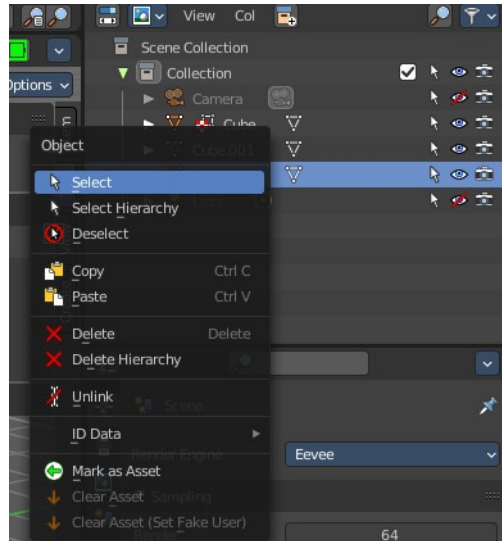 View Col
Scene Collection
Options
Collection
Camera
Cube
Object
Cube.001
Select
Select Hierarchy
Light
Deselect
Copy Ctrl C
Paste Ctrl V
Delete Delete
Delete Hierarchy
Unlink
Scene
ID Data
Render Engine Eevee
Mark as Asset
Clear Asset Sampling
Clear Asset (Set Fake User)
64